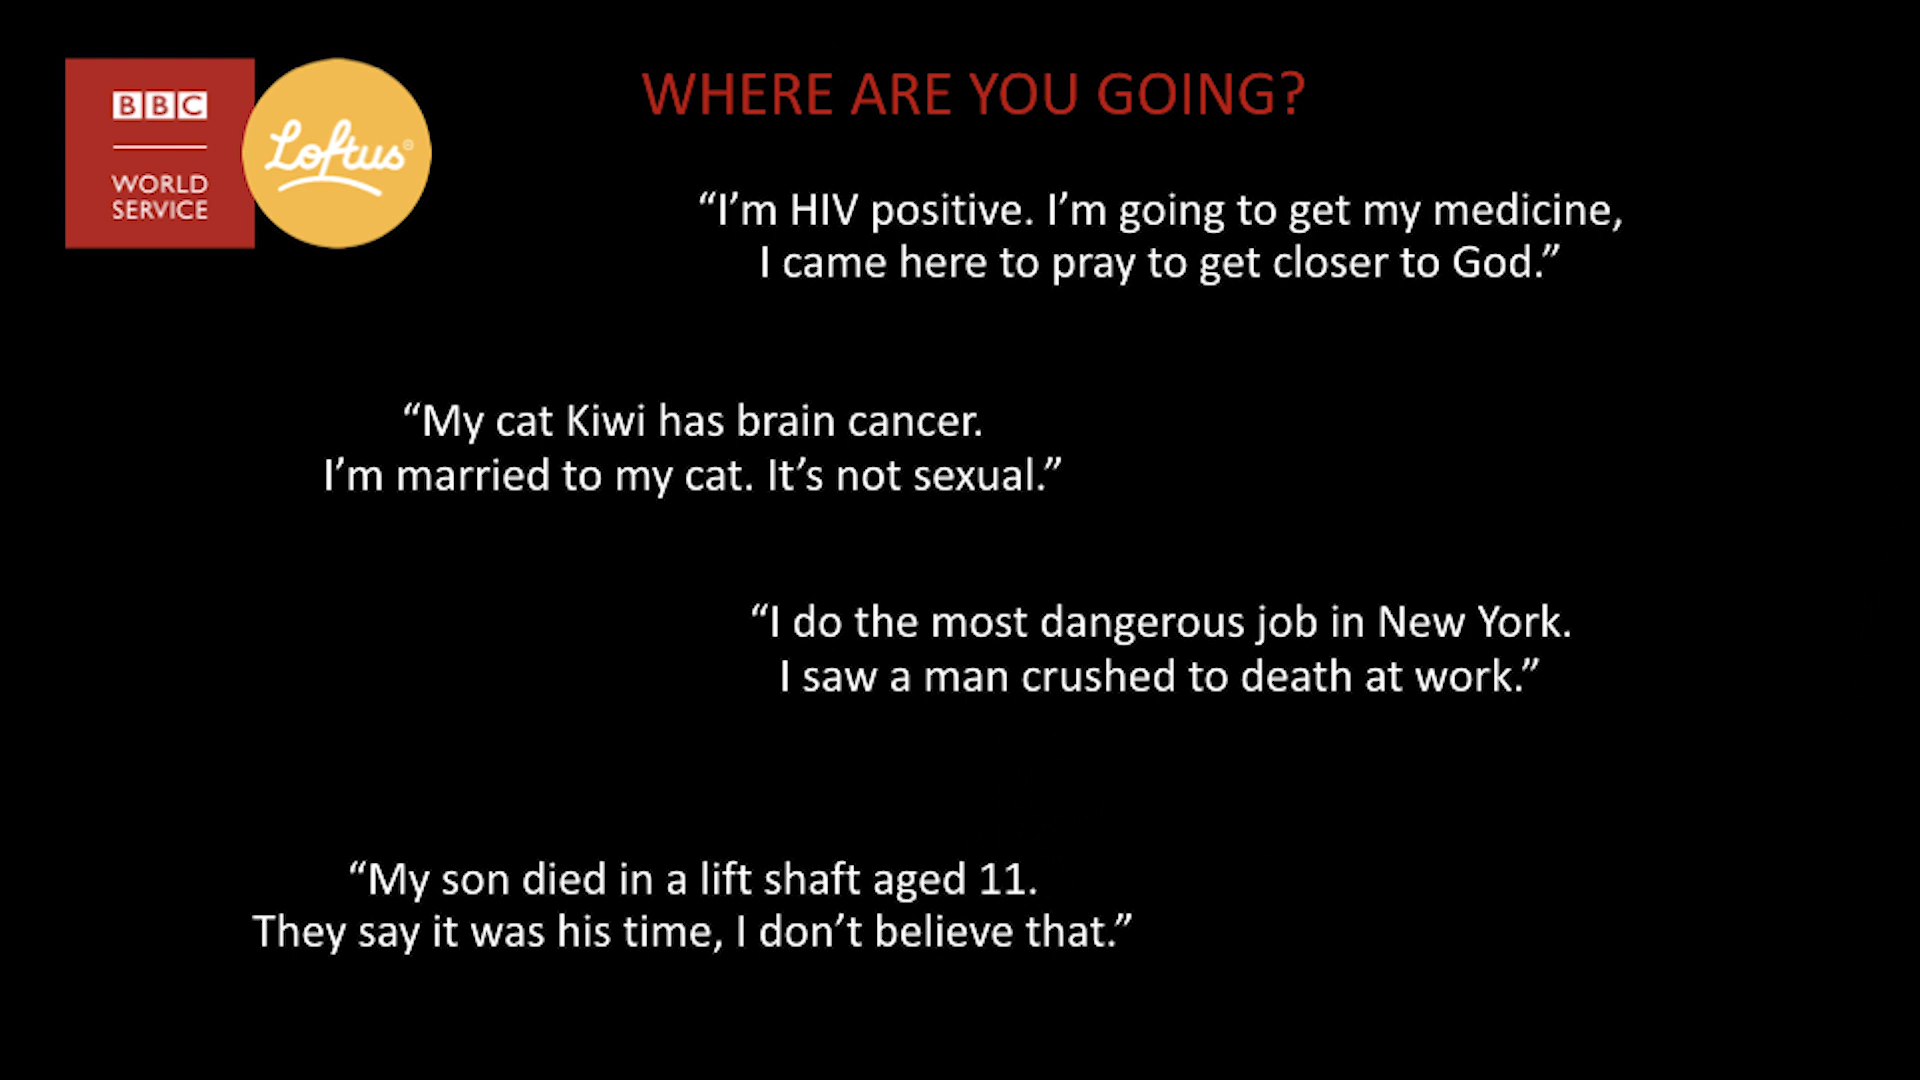 BBC
WORLD
SERVICE
Loftus
WHERE ARE YOU GOING?
“I’m HIV positive. I’m going to get my medicine,
I came here to pray to get closer to God.”
“My cat Kiwi has brain cancer.
I’m married to my cat. It’s not sexual.”
“I do the most dangerous job in New York.
I saw a man crushed to death at work.”
“My son died in a lift shaft aged 11.
They say it was his time, I don’t believe that.”